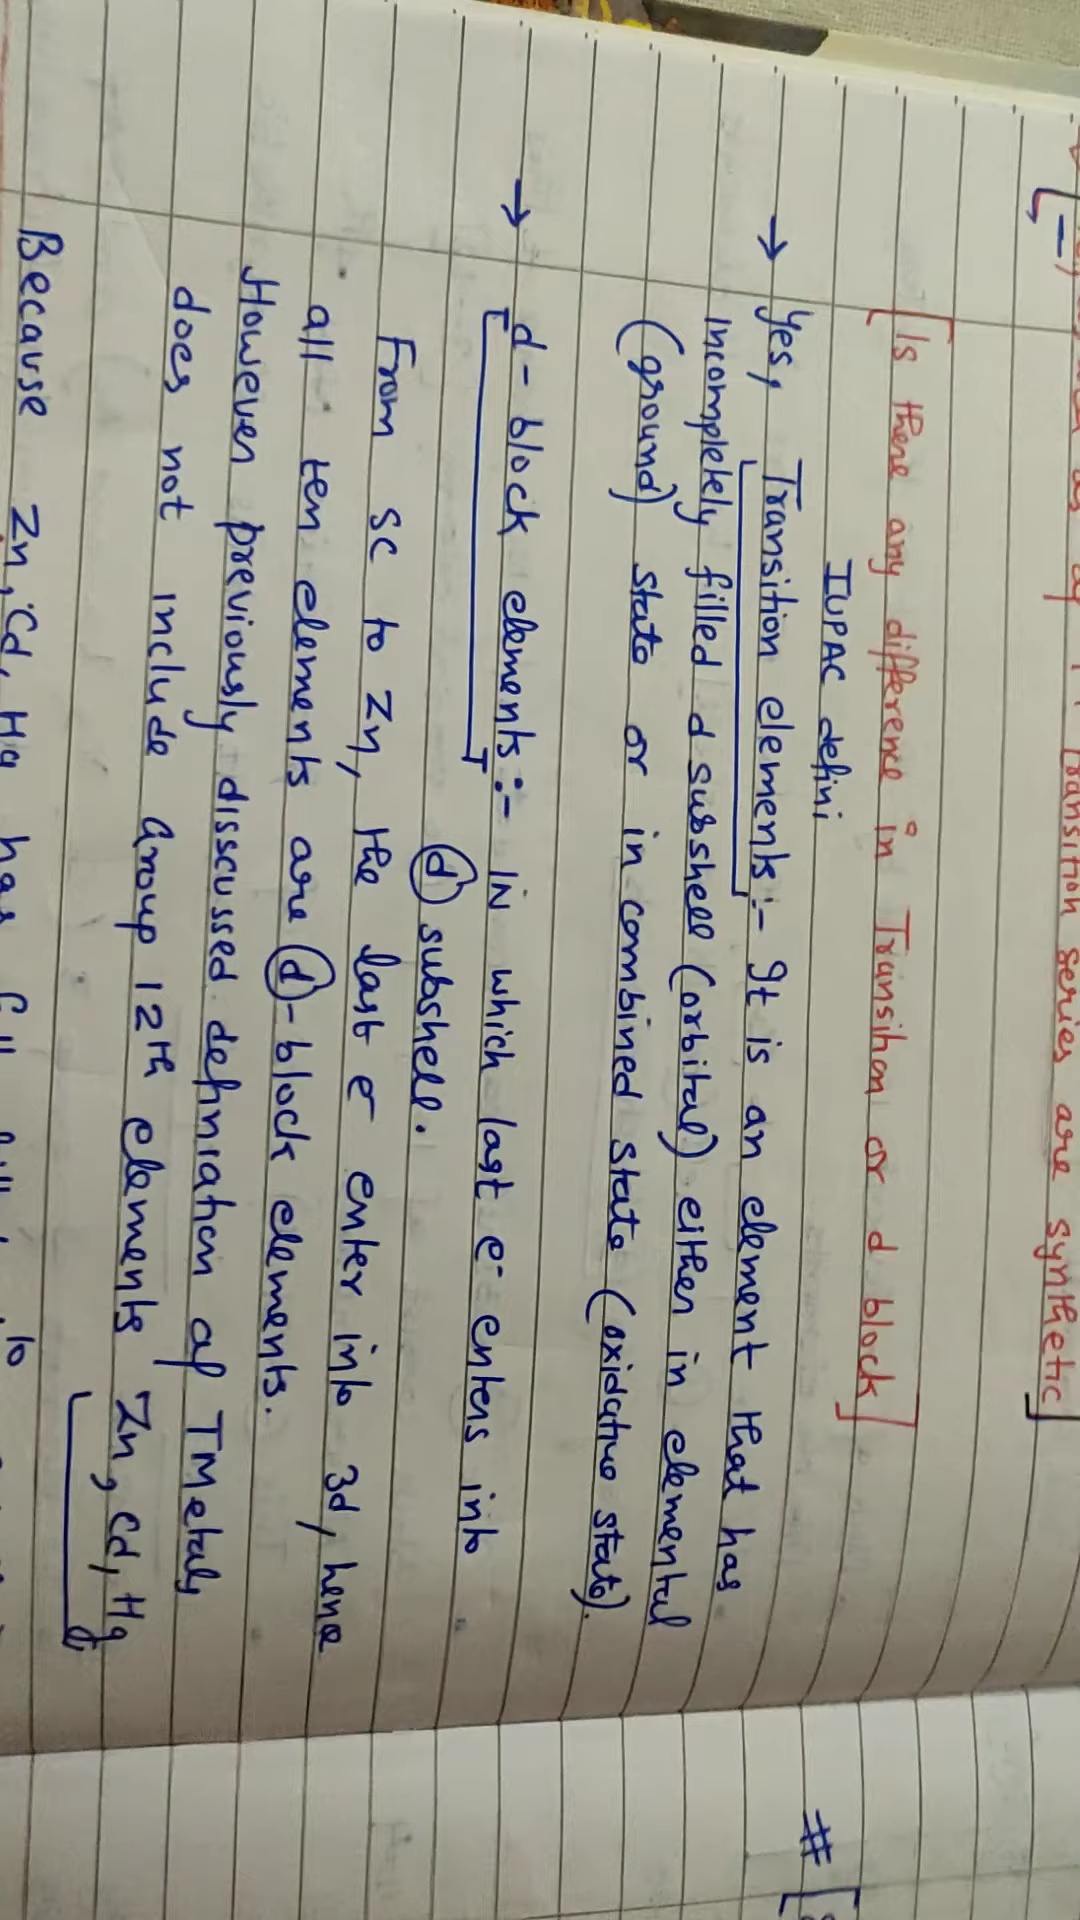 Transition series are synthetic]
[Is there any difference in Transition or d block]
IUPAC defini
→ Yes, Transition elements:- It is an element that has
incompletely filled d subshell (orbital) either in elemental
(ground) state or in combined state (oxidative state).
→ d-block elements:- IN which last e- enters into
d subshell.
From Sc to Zn, the last e- enter into 3d, hence
all ten elements are d-block elements.
However previously disscussed definiation of TMetals
does not include Group 12th elements Zn, Cd, Hg
Because Zn, Cd, Hg has
#[